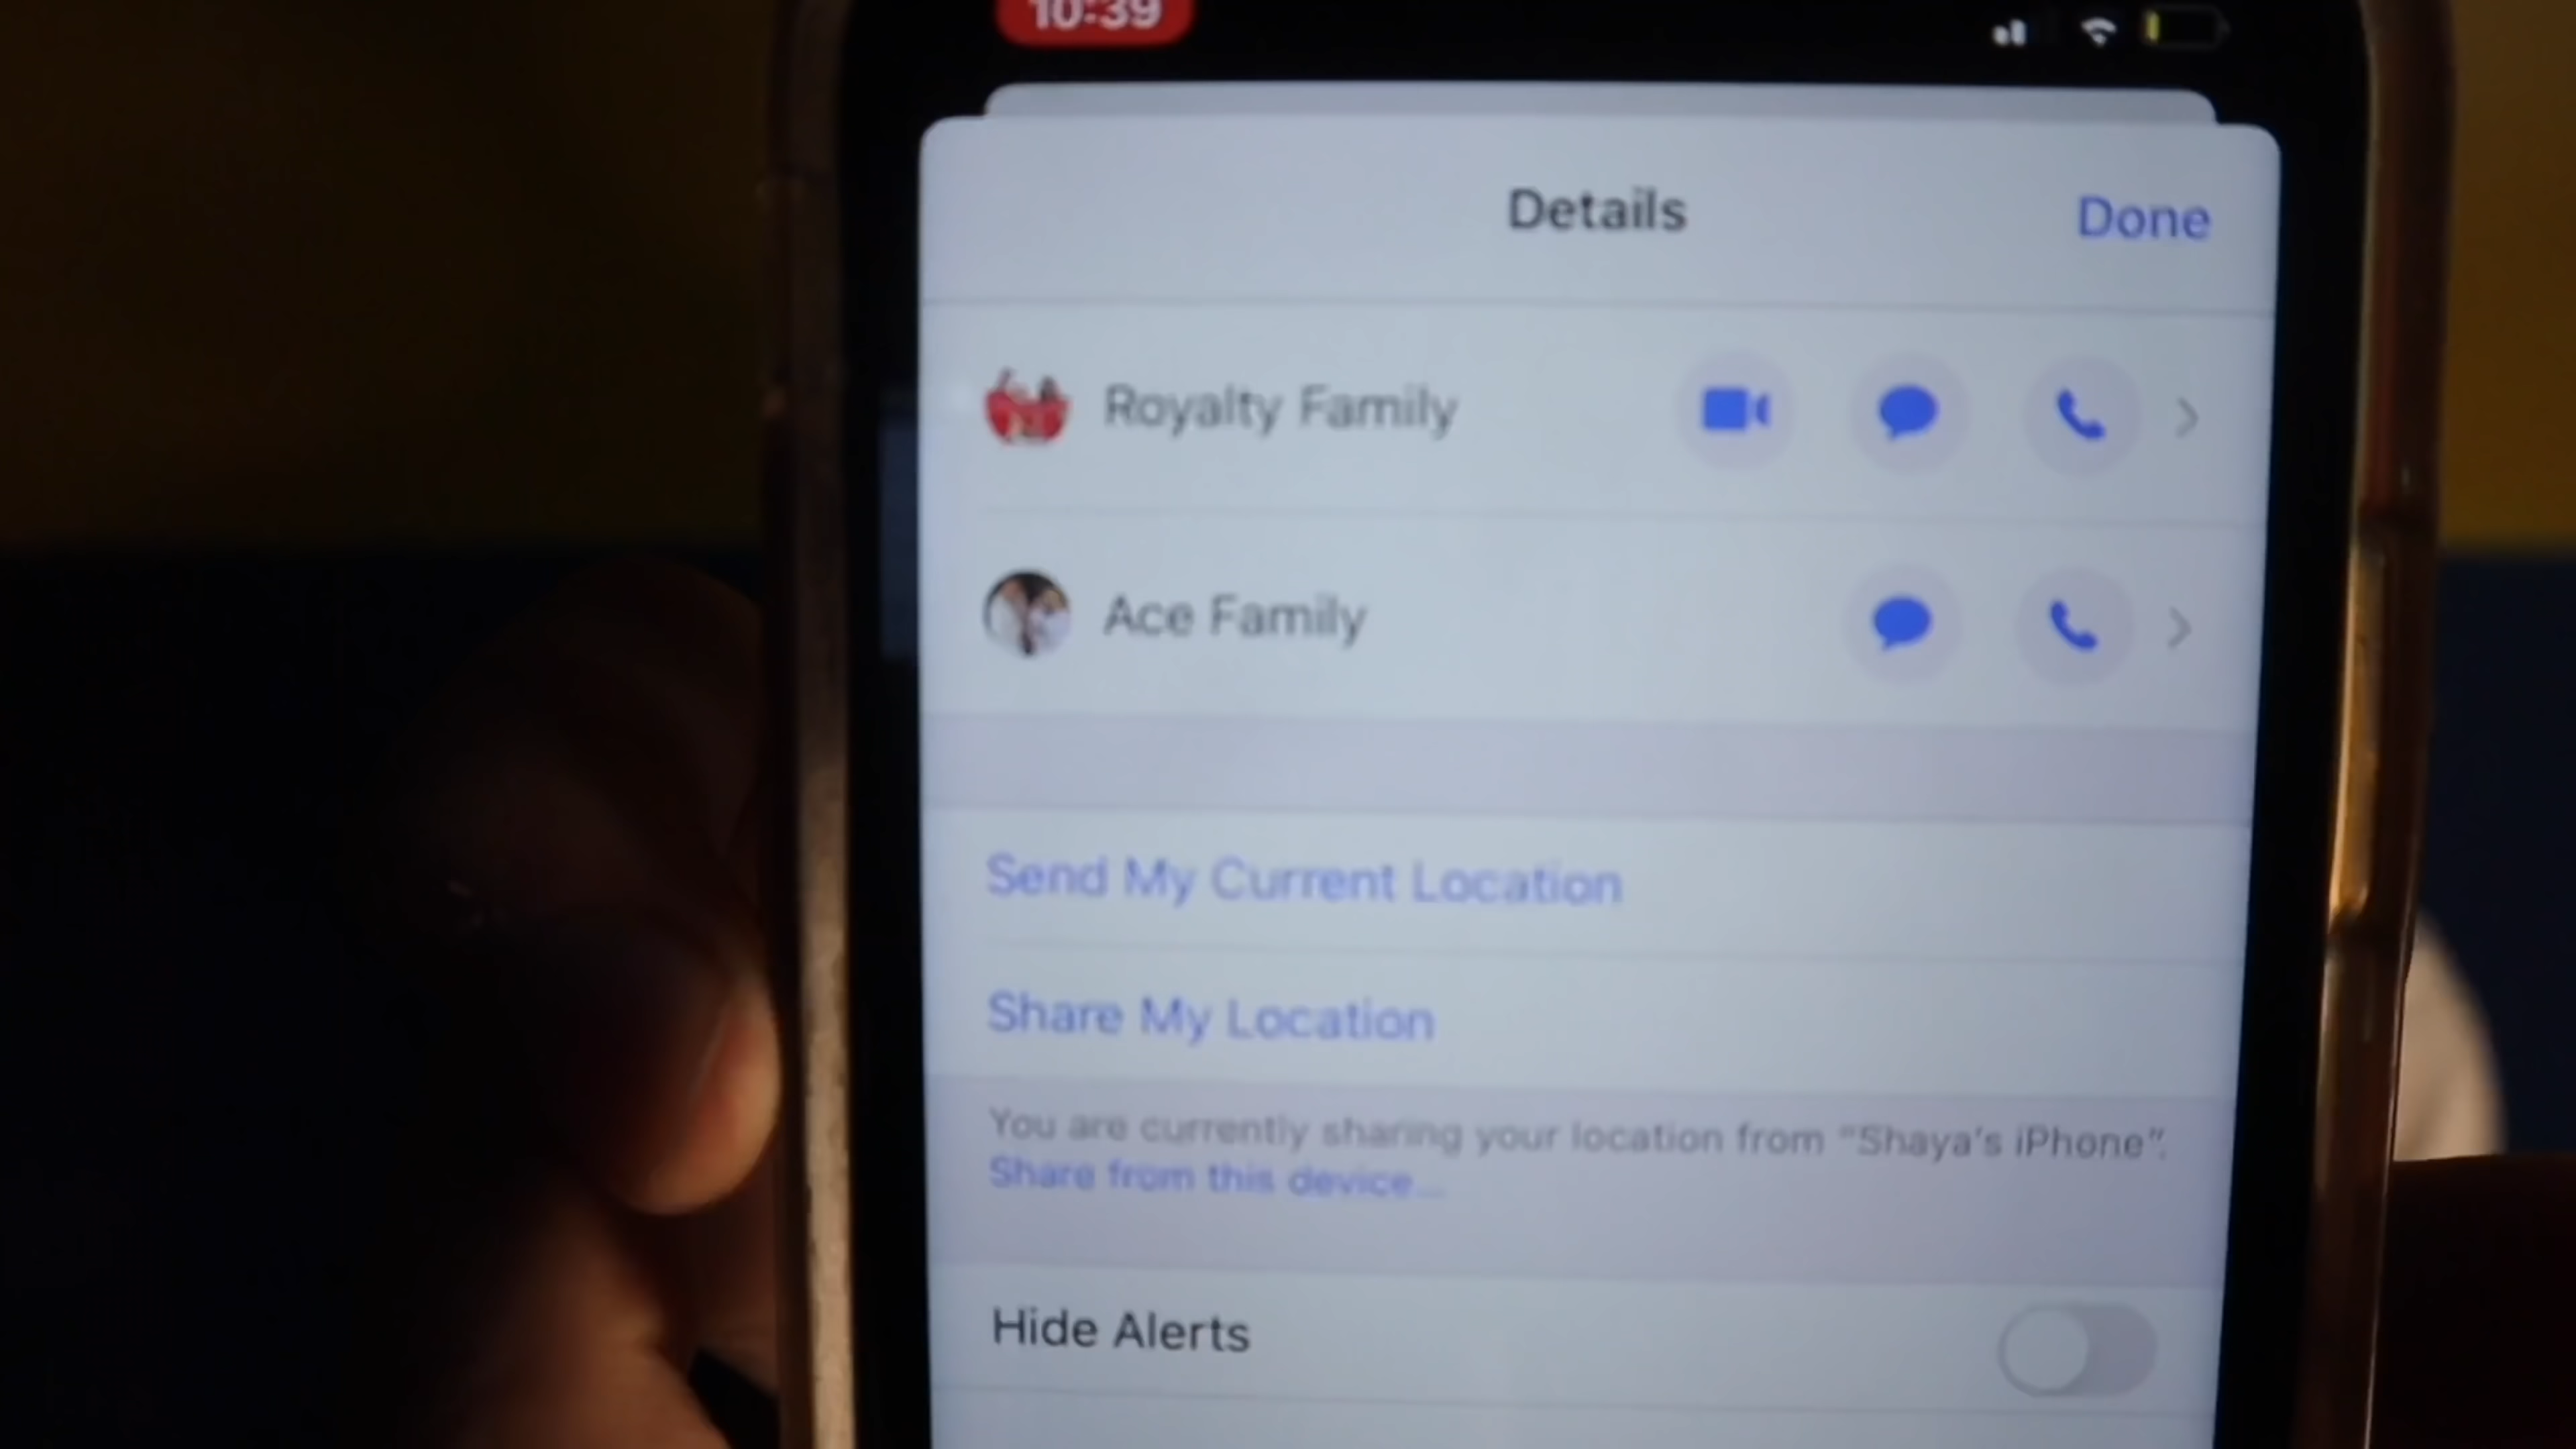 10:39
Details
Done
Royalty Family
Ace Family
Send My Current Location
Share My Location
You are currently sharing your location from "Shaya's iPhone".
Share from this device...
Hide Alerts